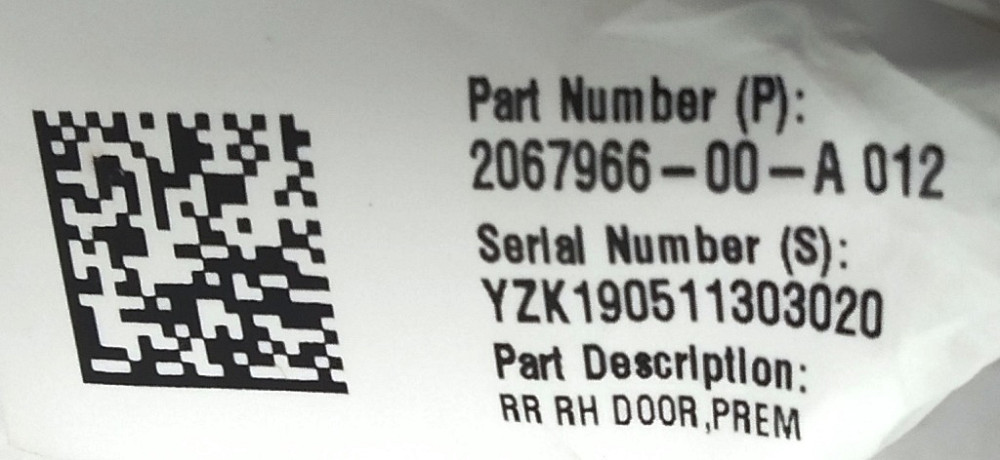 Part Number (P):
2067966-00-A 012
Serial Number (S):
YZK190511303020
Part Description:
RR RH DOOR,PREM